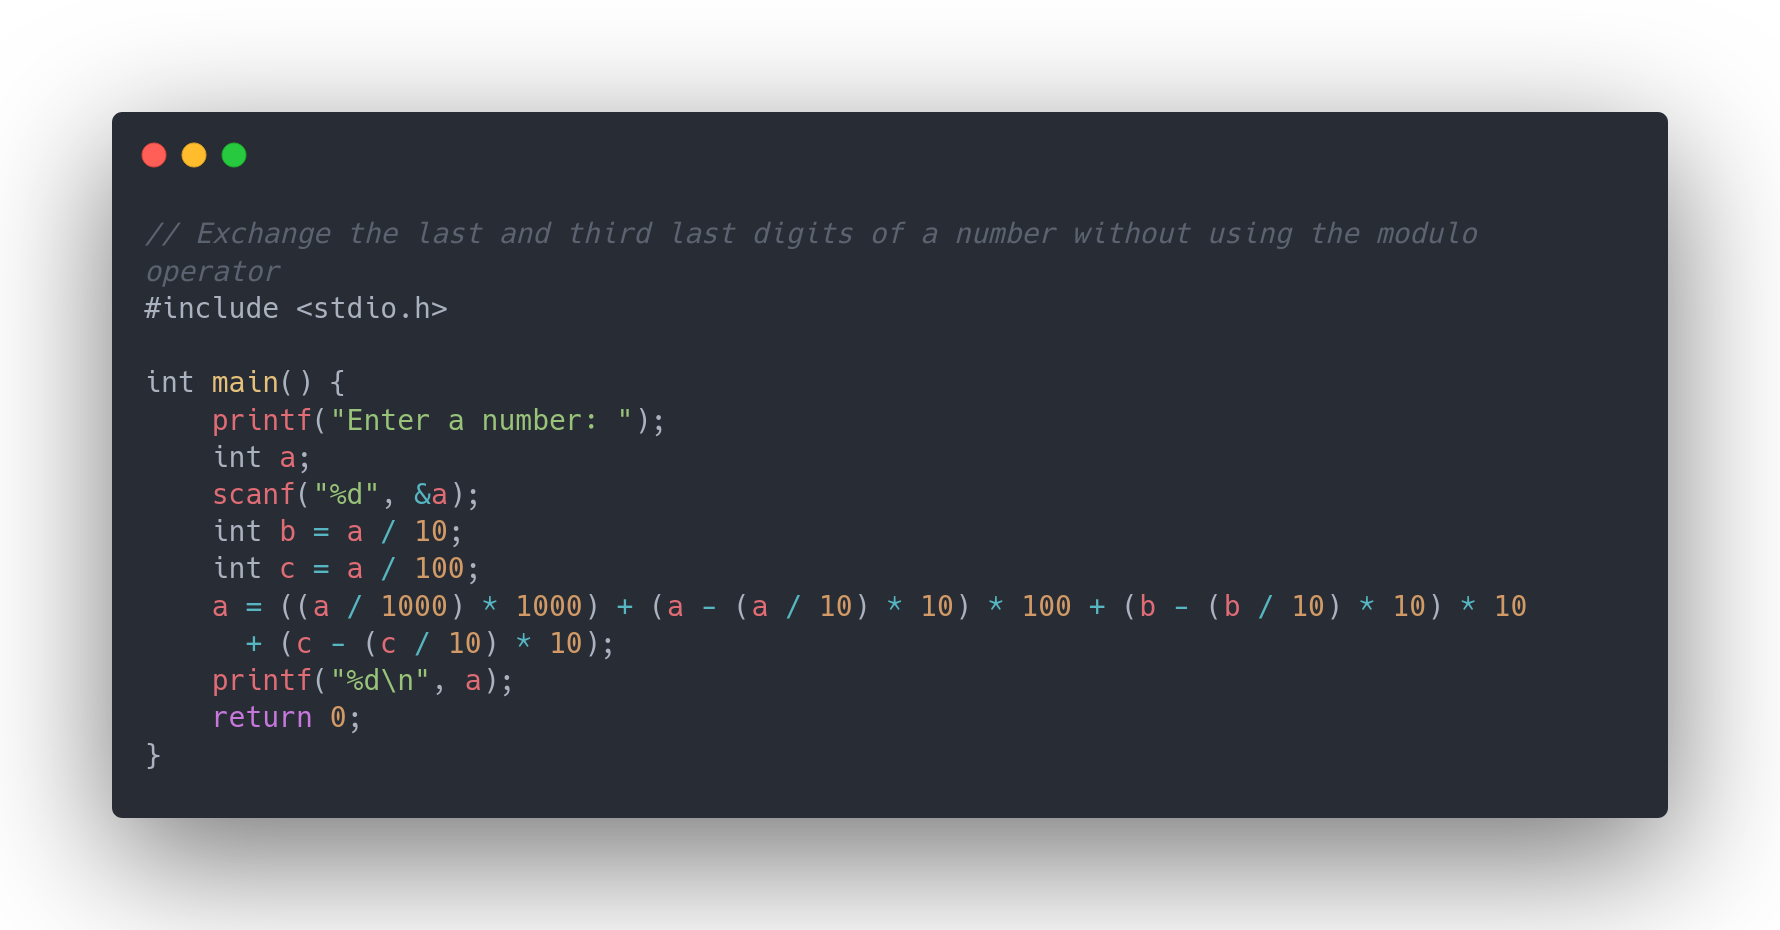 // Exchange the last and third last digits of a number without using the modulo
operator
#include <stdio.h>

int main() {
    printf("Enter a number: ");
    int a;
    scanf("%d", &a);
    int b = a / 10;
    int c = a / 100;
    a = ((a / 1000) * 1000) + (a - (a / 10) * 10) * 100 + (b - (b / 10) * 10) * 10
      + (c - (c / 10) * 10);
    printf("%d\n", a);
    return 0;
}